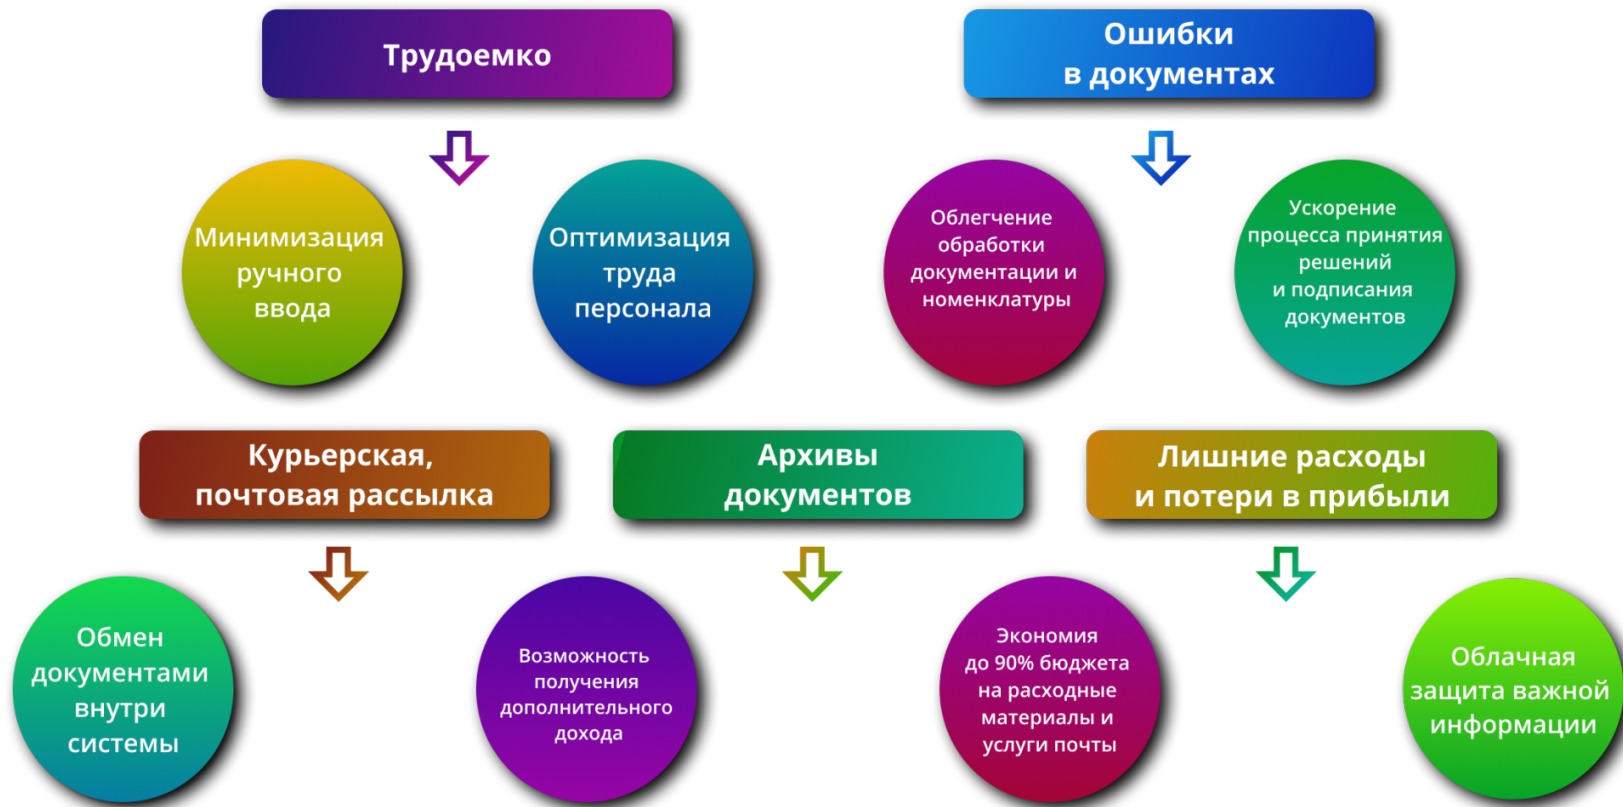 Трудоемко
Ошибки
в документах
Минимизация
ручного
ввода
Оптимизация
труда
персонала
Облегчение
обработки
документации и
номенклатуры
Ускорение
процесса принятия
решений
и подписания
документов
Курьерская,
почтовая рассылка
Архивы
документов
Лишние расходы
и потери в прибыли
Обмен
документами
внутри
системы
Возможность
получения
дополнительного
дохода
Экономия
до 90% бюджета
на расходные
материалы и
услуги почты
Облачная
защита важной
информации